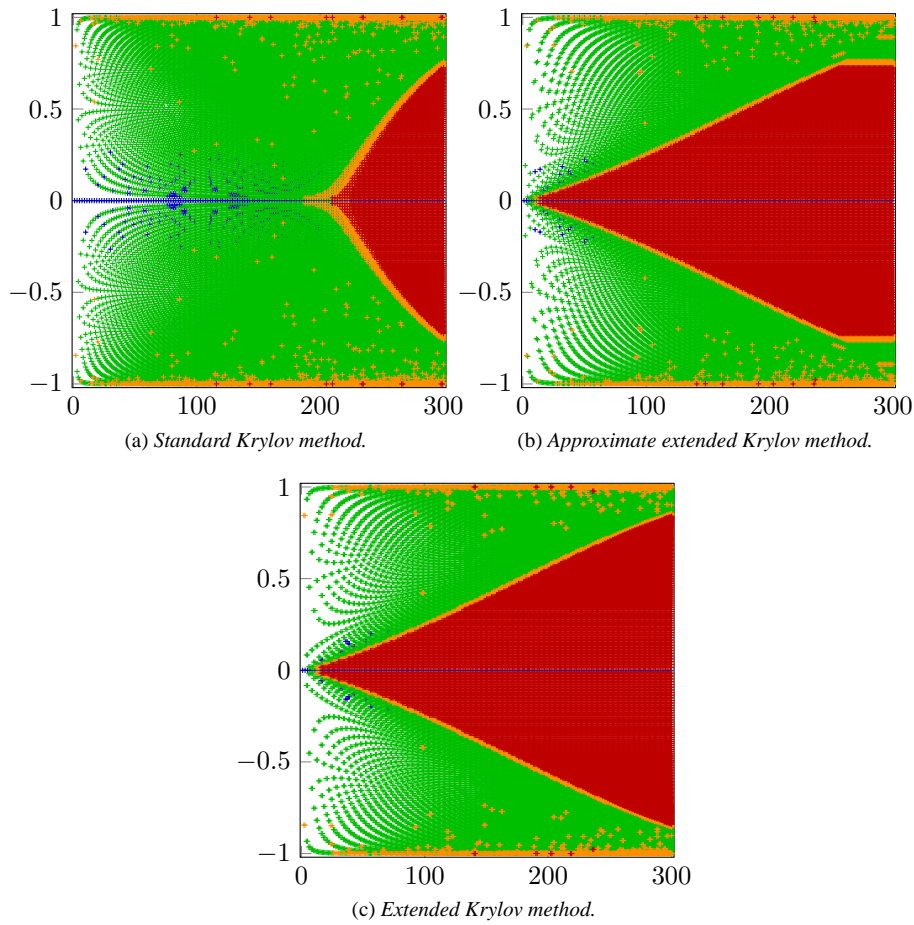 1 1
0.5 0.5
0 0
−0.5 −0.5
−1 −1
0 100 200 300 0 100 200 300
(a) Standard Krylov method. (b) Approximate extended Krylov method.
1
0.5
0
−0.5
−1
0 100 200 300
(c) Extended Krylov method.